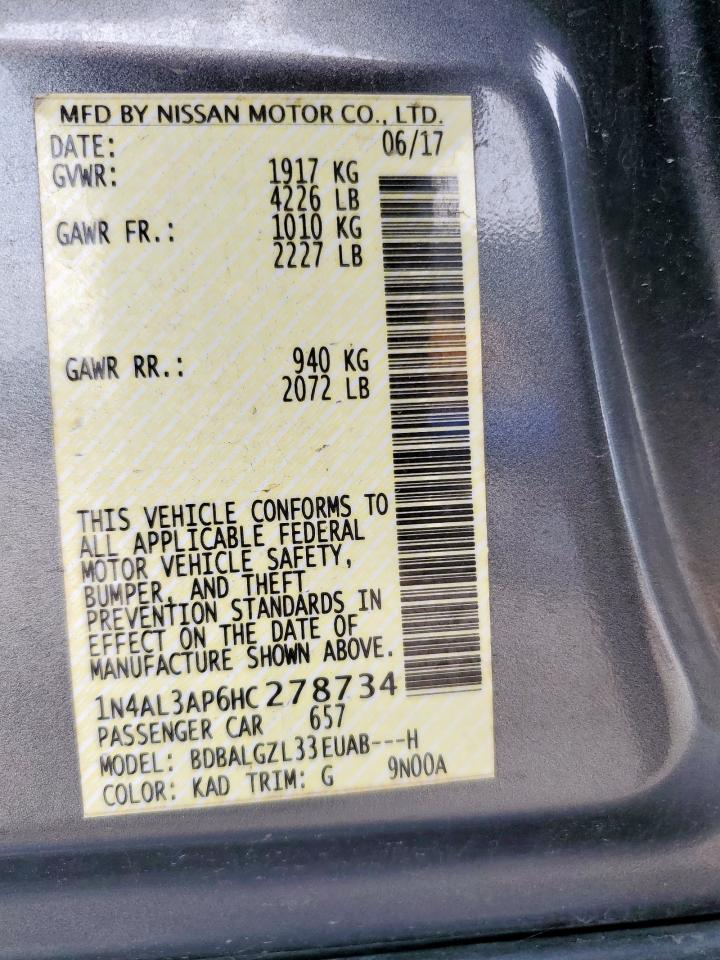 MFD BY NISSAN MOTOR CO., LTD.
DATE: 06/17
GVWR: 1917 KG
4226 LB
GAWR FR.: 1010 KG
2227 LB
GAWR RR.: 940 KG
2072 LB
THIS VEHICLE CONFORMS TO
ALL APPLICABLE FEDERAL
MOTOR VEHICLE SAFETY,
BUMPER, AND THEFT
PREVENTION STANDARDS IN
EFFECT ON THE DATE OF
MANUFACTURE SHOWN ABOVE.
1N4AL3AP6HC278734
PASSENGER CAR 657
MODEL: BDBALGZL33EUAB---H
COLOR: KAD TRIM: G 9N00A